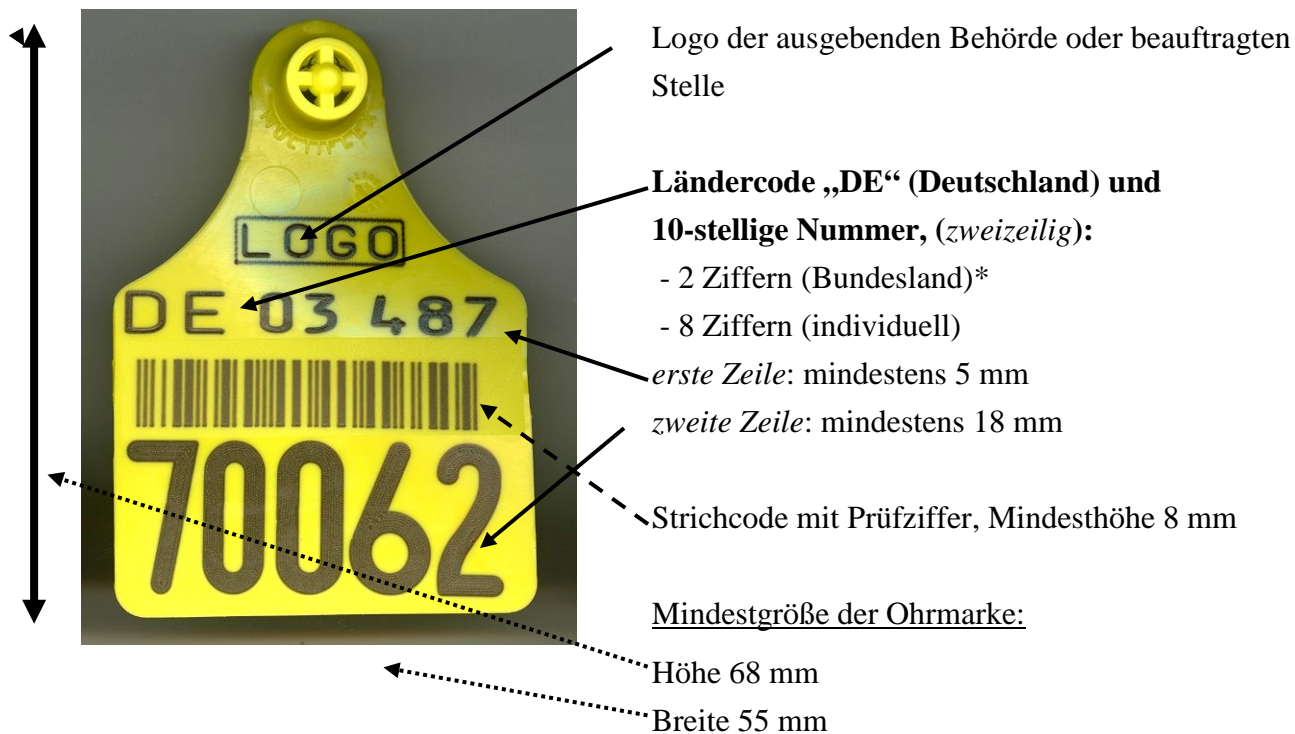 Logo der ausgebenden Behörde oder beauftragten
Stelle
Ländercode „DE“ (Deutschland) und
10-stellige Nummer, (zweizeilig):
- 2 Ziffern (Bundesland)*
- 8 Ziffern (individuell)
erste Zeile: mindestens 5 mm
zweite Zeile: mindestens 18 mm
Strichcode mit Prüfziffer, Mindesthöhe 8 mm
Mindestgröße der Ohrmarke:
Höhe 68 mm
Breite 55 mm
LOGO
DE 03 487
70062